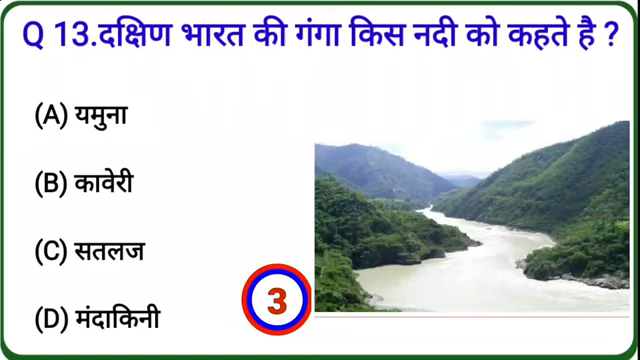 Q 13.दक्षिण भारत की गंगा किस नदी को कहते है ?
(A) यमुना
(B) कावेरी
(C) सतलज
(D) मंदाकिनी
3